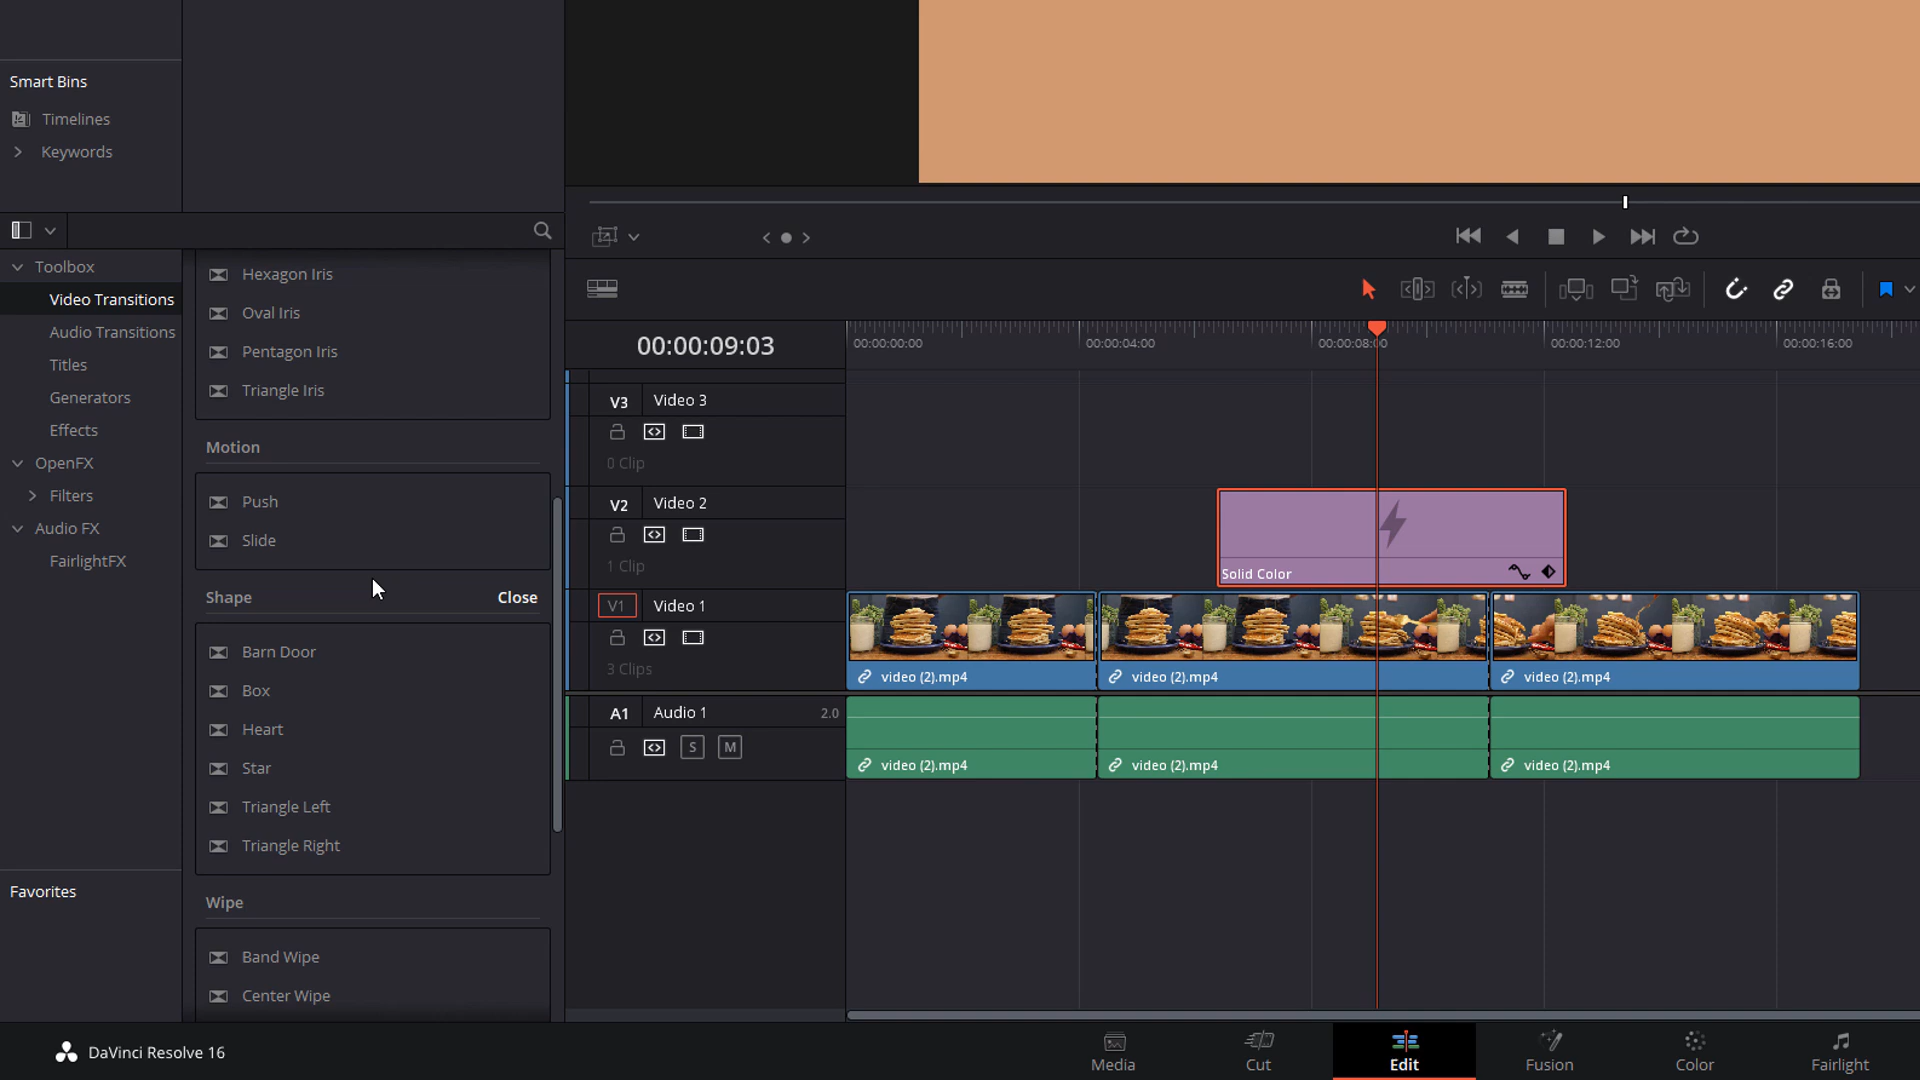 Smart Bins
Timelines
Keywords
Toolbox
Video Transitions
Audio Transitions
Titles
Generators
Effects
OpenFX
Filters
Audio FX
FairlightFX
Favorites
Hexagon Iris
Oval Iris
Pentagon Iris
Triangle Iris
Motion
Push
Slide
Shape Close
Barn Door
Box
Heart
Star
Triangle Left
Triangle Right
Wipe
Band Wipe
Center Wipe
00:00:09:03
00:00:00:00 00:00:04:00 00:00:08:00 00:00:12:00 00:00:16:00
V3 Video 3
0 Clip
V2 Video 2
1 Clip
Solid Color
V1 Video 1
3 Clips
video (2).mp4 video (2).mp4 video (2).mp4
A1 Audio 1 2.0
S M
video (2).mp4 video (2).mp4 video (2).mp4
DaVinci Resolve 16
Media Cut Edit Fusion Color Fairlight